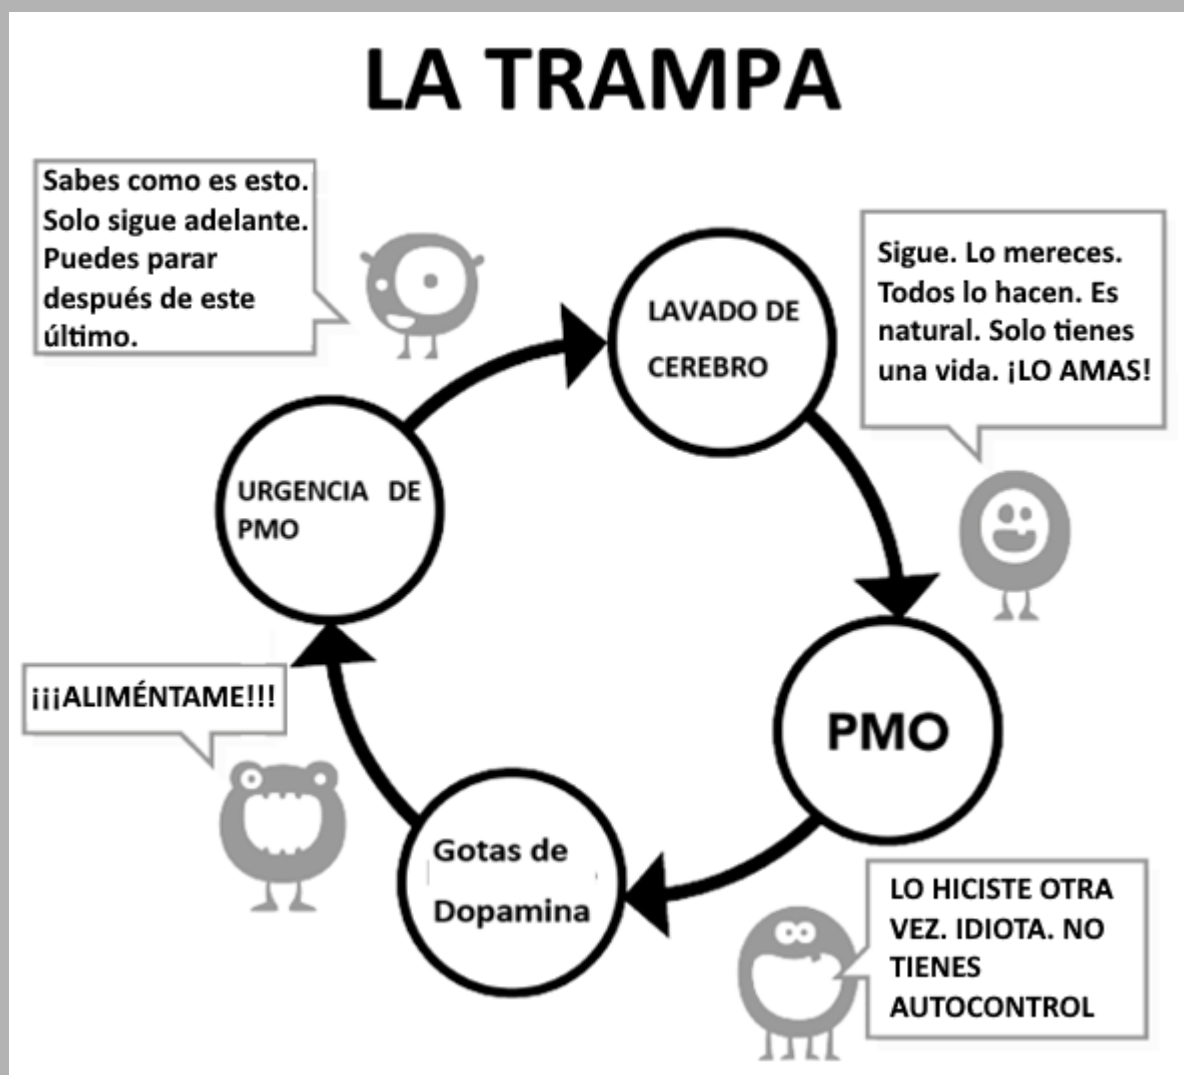 LA TRAMPA
Sabes como es esto.
Solo sigue adelante.
Puedes parar
después de este
último.
Sigue. Lo mereces.
Todos lo hacen. Es
natural. Solo tienes
una vida. ¡LO AMAS!
LAVADO DE
CEREBRO
URGENCIA DE
PMO
¡¡¡ALIMÉNTAME!!!
PMO
Gotas de
Dopamina
LO HICISTE OTRA
VEZ. IDIOTA. NO
TIENES
AUTOCONTROL